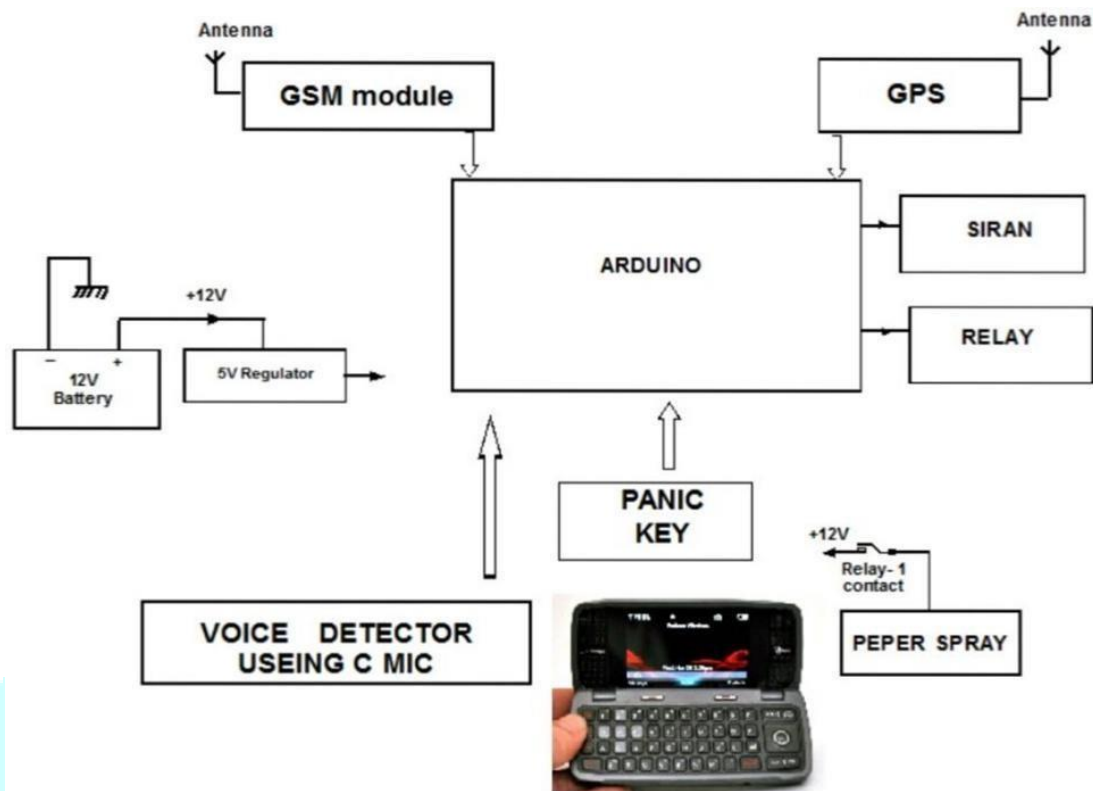 Antenna
GSM module
Antenna
GPS
SIRAN
ARDUINO
RELAY
+12V
− +
12V
Battery
5V Regulator
PANIC
KEY
+12V
Relay- 1
contact
VOICE DETECTOR
USEING C MIC
PEPER SPRAY